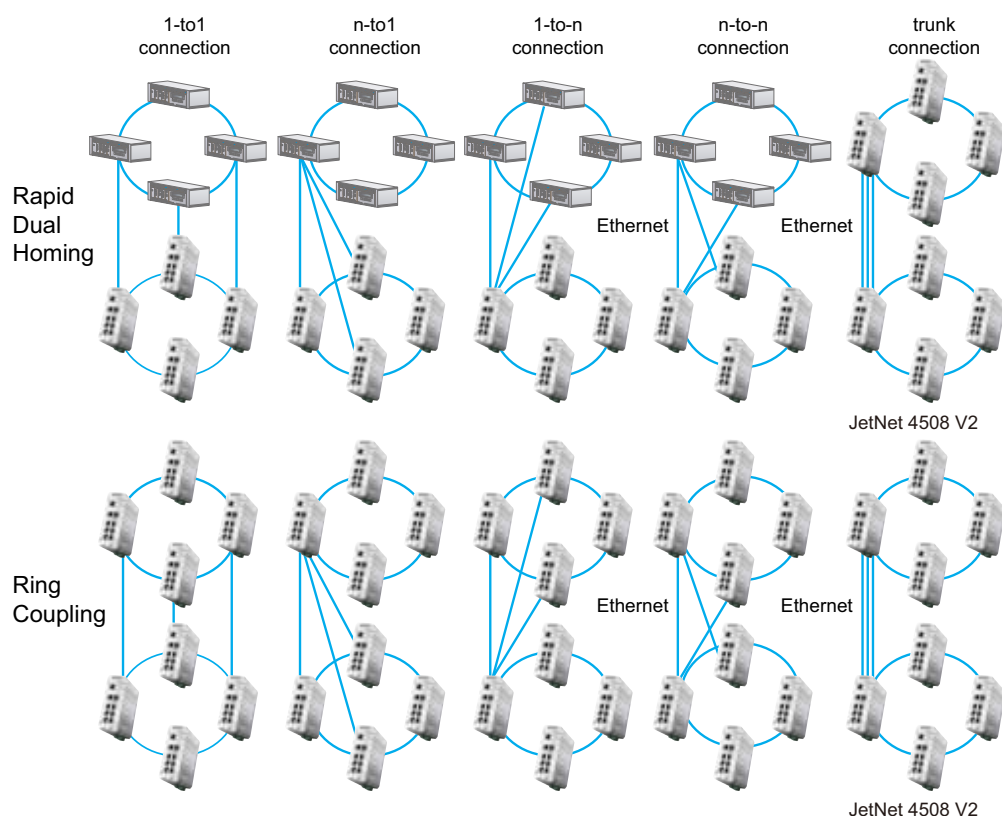 1-to1
connection
n-to1
connection
1-to-n
connection
n-to-n
connection
trunk
connection
Rapid
Dual
Homing
Ethernet
Ethernet
JetNet 4508 V2
Ring
Coupling
Ethernet
Ethernet
JetNet 4508 V2